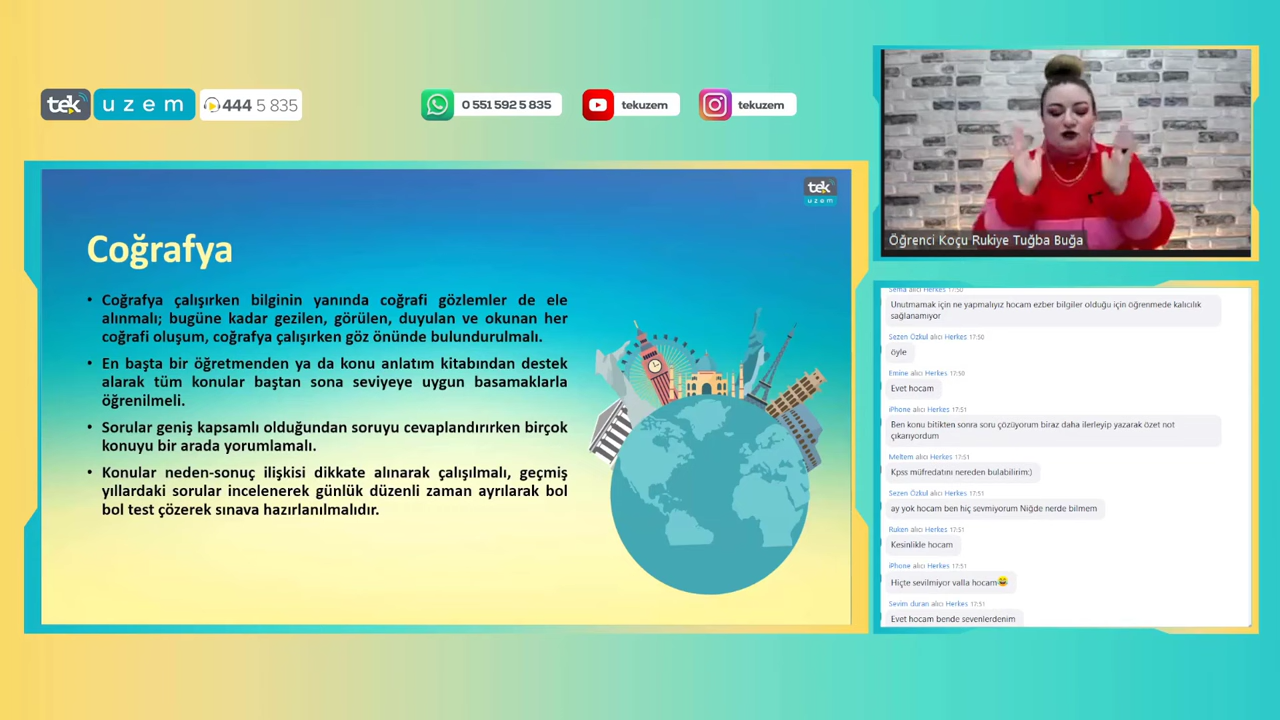 tek uzem 444 5 835
0 551 592 5 835
tekuzem
tekuzem
tek
uzem
Coğrafya
• Coğrafya çalışırken bilginin yanında coğrafi gözlemler de ele
alınmalı; bugüne kadar gezilen, görülen, duyulan ve okunan her
coğrafi oluşum, coğrafya çalışırken göz önünde bulundurulmalı.
• En başta bir öğretmenden ya da konu anlatım kitabından destek
alarak tüm konular baştan sona seviyeye uygun basamaklarla
öğrenilmeli.
• Sorular geniş kapsamlı olduğundan soruyu cevaplandırırken birçok
konuyu bir arada yorumlamalı.
• Konular neden-sonuç ilişkisi dikkate alınarak çalışılmalı, geçmiş
yıllardaki sorular incelenerek günlük düzenli zaman ayrılarak bol
bol test çözerek sınava hazırlanılmalıdır.
Öğrenci Koçu Rukiye Tuğba Buğa
Sema alıcı Herkes 17:50
Unutmamak için ne yapmalıyız hocam ezber bilgiler olduğu için öğrenmede kalıcılık
sağlanamıyor
Sezen Özkul alıcı Herkes 17:50
öyle
Emine alıcı Herkes 17:50
Evet hocam
iPhone alıcı Herkes 17:51
Ben konu bitikten sonra soru çözüyorum biraz daha ilerleyip yazarak özet not
çıkarıyordum
Meltem alıcı Herkes 17:51
Kpss müfredatını nereden bulabilirim:)
Sezen Özkul alıcı Herkes 17:51
ay yok hocam ben hiç sevmiyorum Niğde nerde bilmem
Ruken alıcı Herkes 17:51
Kesinlikle hocam
iPhone alıcı Herkes 17:51
Hiçte sevilmiyor valla hocam😅
Sevim duran alıcı Herkes 17:51
Evet hocam bende sevenlerdenim